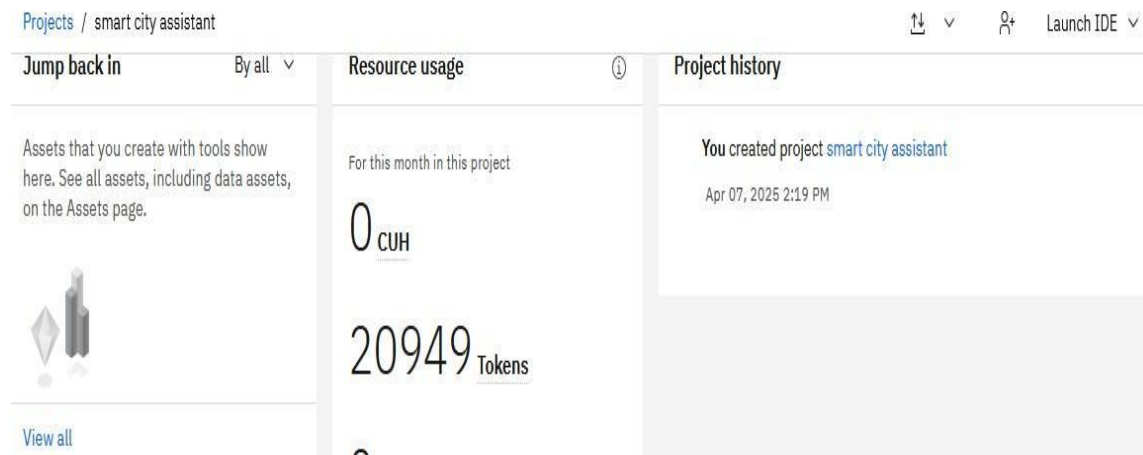 Projects / smart city assistant
Launch IDE
Jump back in
By all
Assets that you create with tools show
here. See all assets, including data assets,
on the Assets page.
View all
Resource usage
For this month in this project
0 CUH
20949 Tokens
Project history
You created project smart city assistant
Apr 07, 2025 2:19 PM